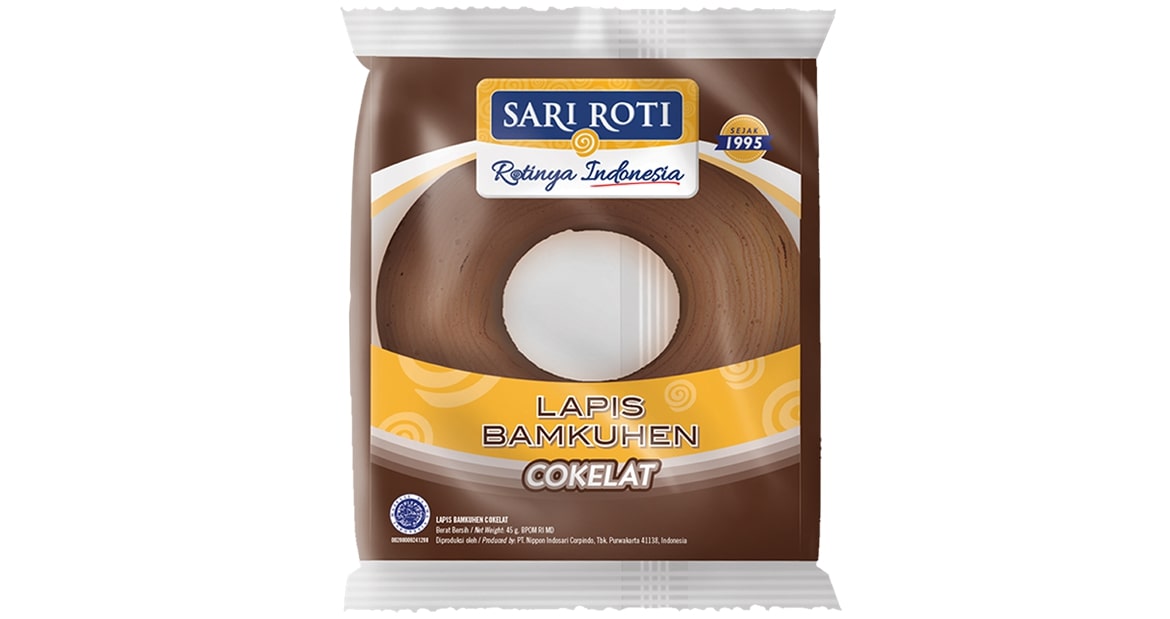 SARI ROTI
Rotinya Indonesia
SEJAK
1995
LAPIS
BAMKUHEN
COKELAT
LAPIS BAMKUHEN COKELAT
Berat Bersih / Net Weight: 45 g, BPOM RI MD
Diproduksi oleh / Produced by: PT. Nippon Indosari Corpindo, Tbk. Purwakarta 41138, Indonesia